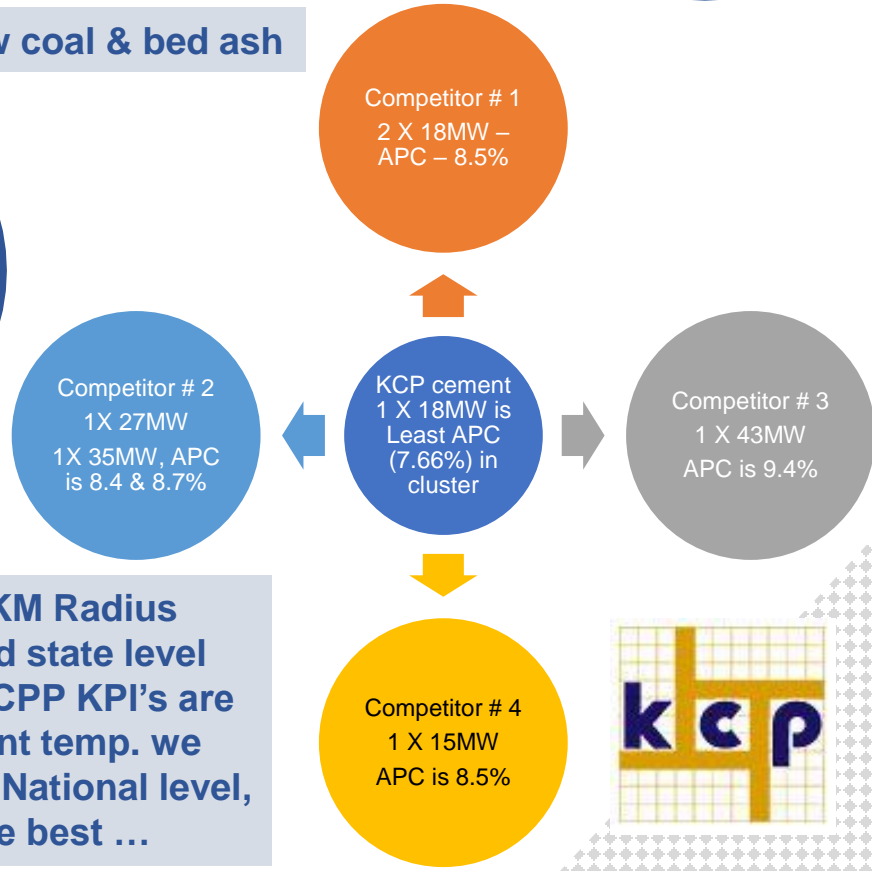 coal & bed ash
Competitor # 1
2 X 18MW –
APC – 8.5%
Competitor # 2
1X 27MW
1X 35MW, APC
is 8.4 & 8.7%
KCP cement
1 X 18MW is
Least APC
(7.66%) in
cluster
Competitor # 3
1 X 43MW
APC is 9.4%
KM Radius
state level
CPP KPI's are
temp. we
National level,
best …
Competitor # 4
1 X 15MW
APC is 8.5%
kcp